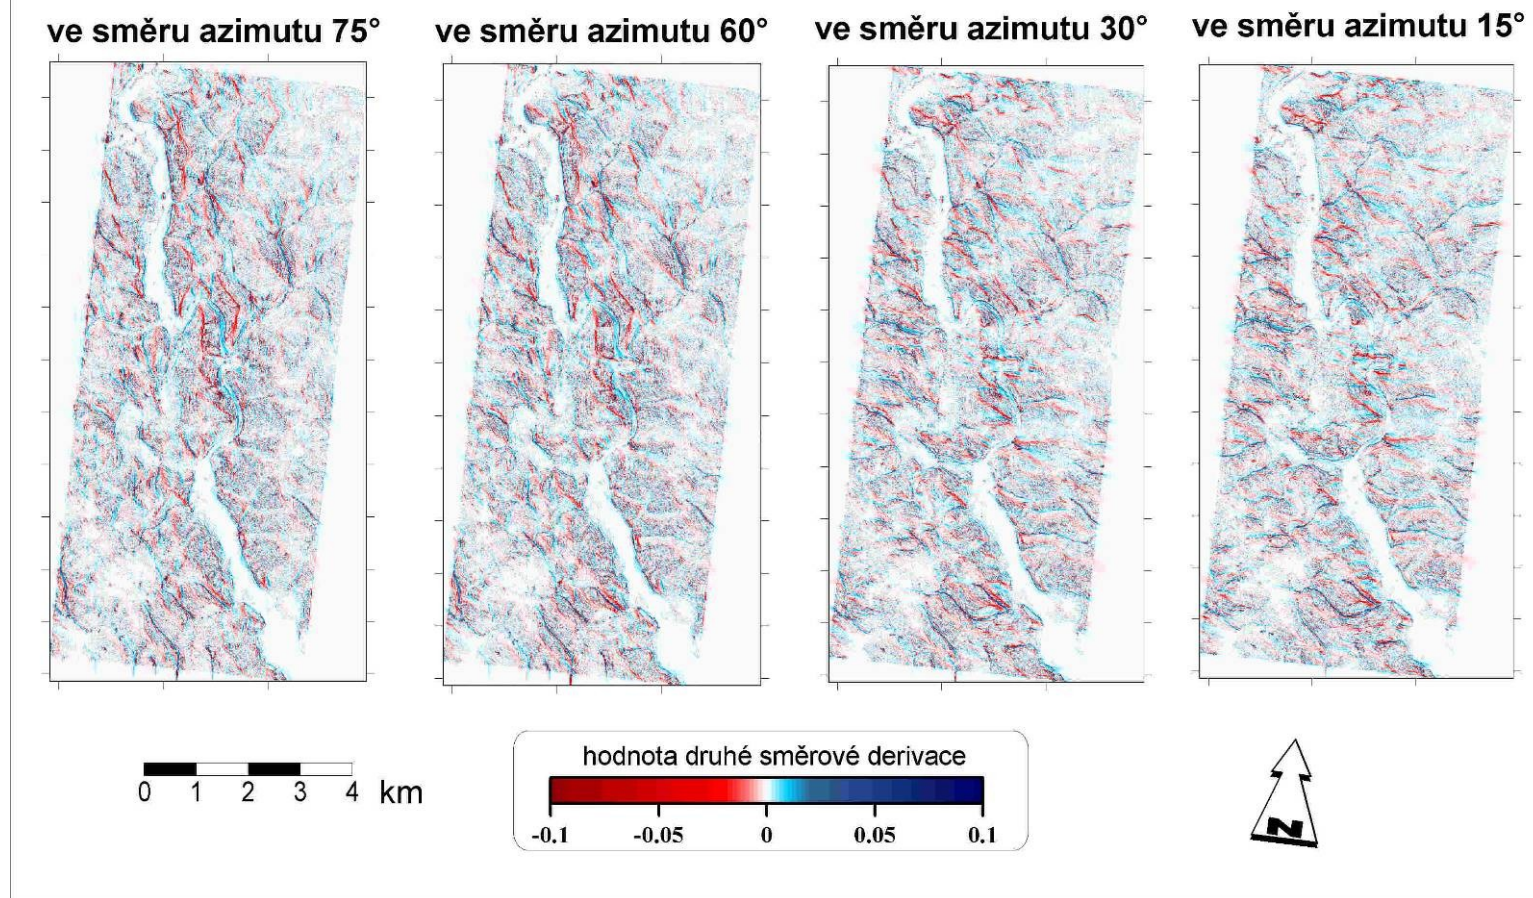 ve směru azimutu 75°
ve směru azimutu 60°
ve směru azimutu 30°
ve směru azimutu 15°
0 1 2 3 4 km
hodnota druhé směrové derivace
-0.1 -0.05 0 0.05 0.1
N